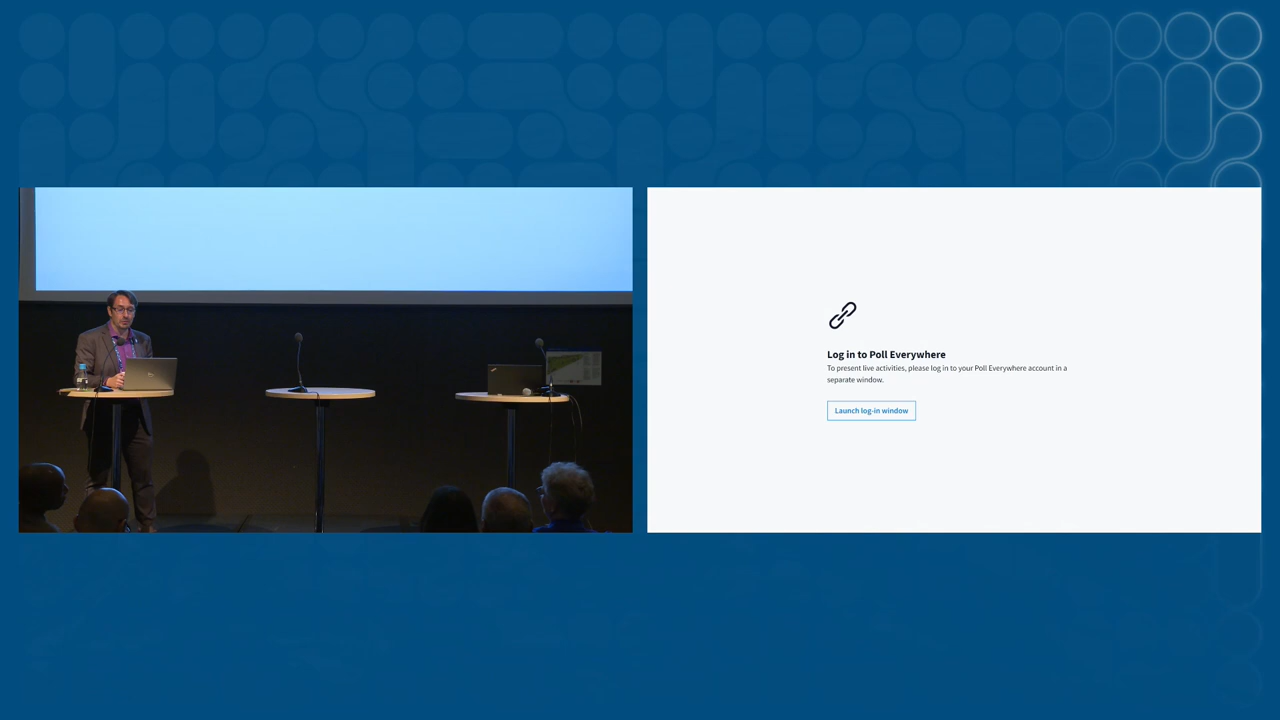 Log in to Poll Everywhere
To present live activities, please log in to your Poll Everywhere account in a
separate window.
Launch log-in window